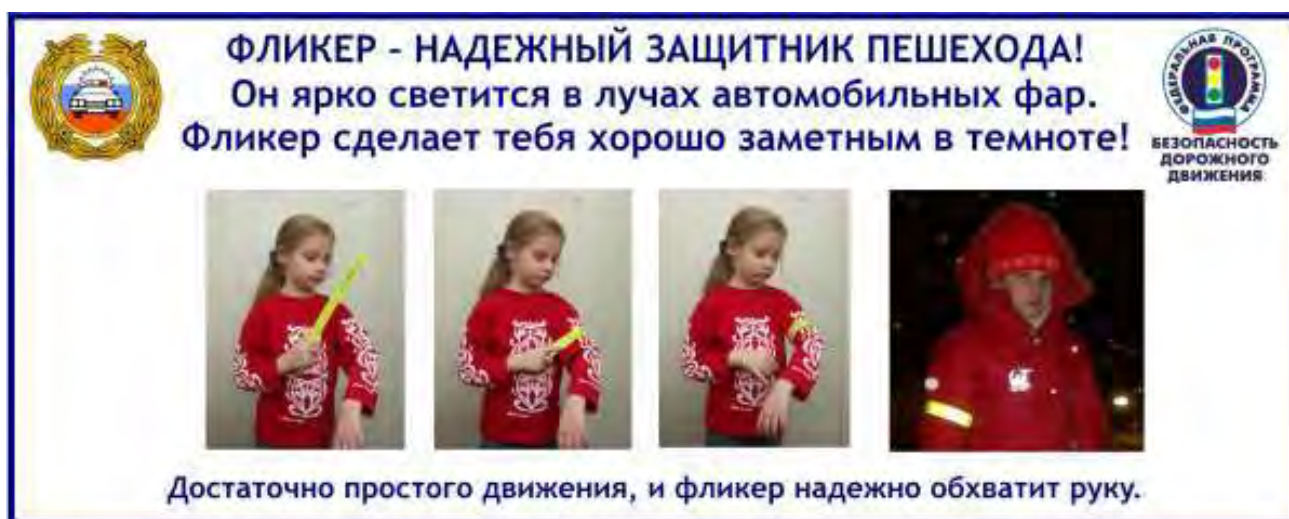 ФЛИКЕР – НАДЕЖНЫЙ ЗАЩИТНИК ПЕШЕХОДА!
Он ярко светится в лучах автомобильных фар.
Фликер сделает тебя хорошо заметным в темноте!
ФЕДЕРАЛЬНАЯ ПРОГРАММА
БЕЗОПАСНОСТЬ
ДОРОЖНОГО
ДВИЖЕНИЯ
Достаточно простого движения, и фликер надежно обхватит руку.